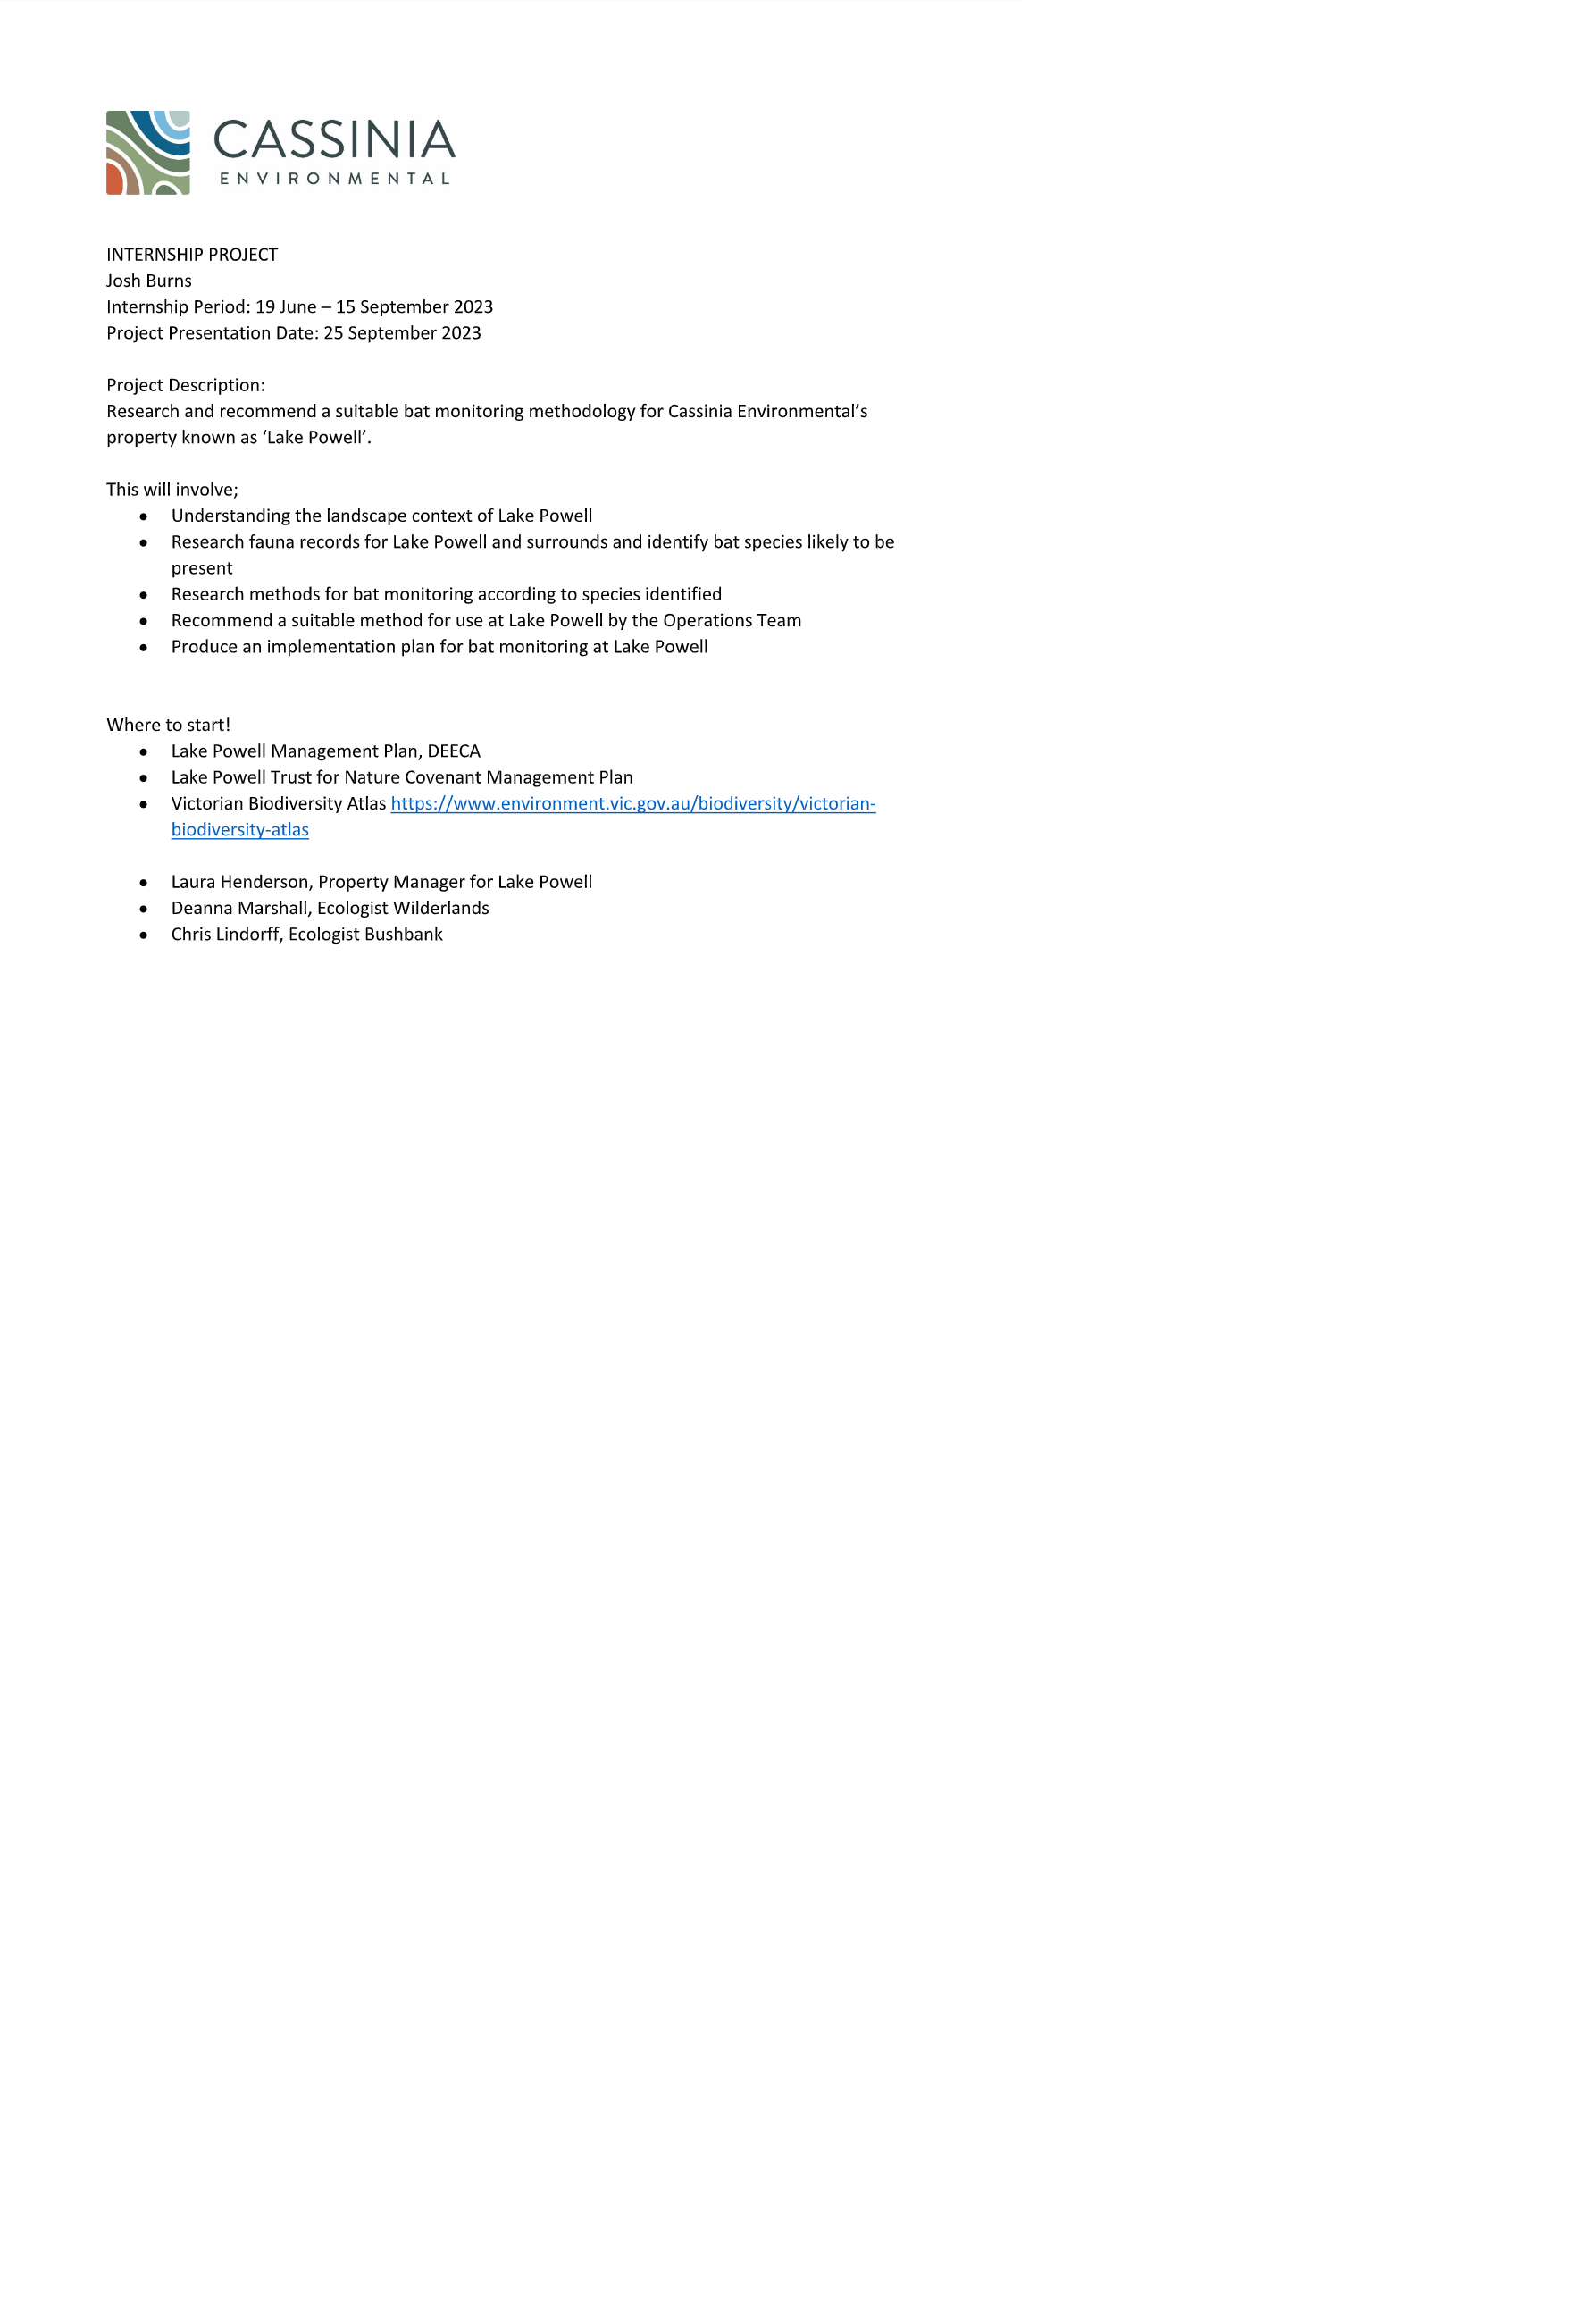 CASSINIA
ENVIRONMENTAL
INTERNSHIP PROJECT
Josh Burns
Internship Period: 19 June – 15 September 2023
Project Presentation Date: 25 September 2023
Project Description:
Research and recommend a suitable bat monitoring methodology for Cassinia Environmental’s
property known as ‘Lake Powell’.
This will involve;
• Understanding the landscape context of Lake Powell
• Research fauna records for Lake Powell and surrounds and identify bat species likely to be
present
• Research methods for bat monitoring according to species identified
• Recommend a suitable method for use at Lake Powell by the Operations Team
• Produce an implementation plan for bat monitoring at Lake Powell
Where to start!
• Lake Powell Management Plan, DEECA
• Lake Powell Trust for Nature Covenant Management Plan
• Victorian Biodiversity Atlas https://www.environment.vic.gov.au/biodiversity/victorian-
biodiversity-atlas
• Laura Henderson, Property Manager for Lake Powell
• Deanna Marshall, Ecologist Wilderlands
• Chris Lindorff, Ecologist Bushbank